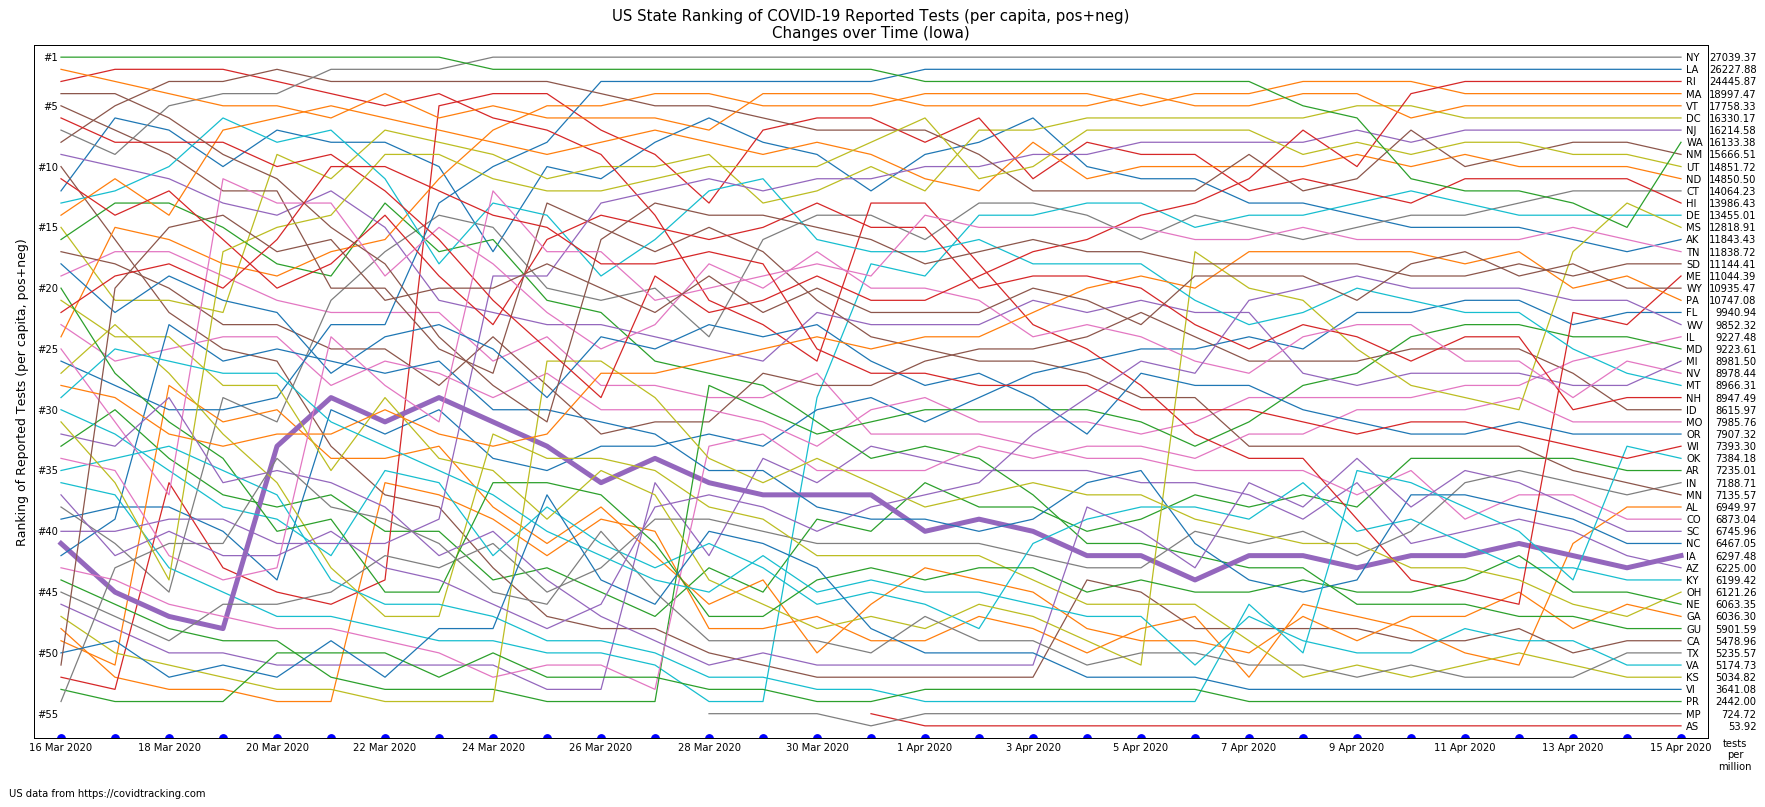 US State Ranking of COVID-19 Reported Tests (per capita, pos+neg)
Changes over Time (Iowa)
Ranking of Reported Tests (per capita, pos+neg)
#1
#5
#10
#15
#20
#25
#30
#35
#40
#45
#50
#55
NY 27039.37
LA 26227.88
RI 24445.87
MA 18997.47
VT 17758.33
DC 16330.17
NJ 16214.58
WA 16133.38
NM 15666.51
UT 14851.72
ND 14850.50
CT 14064.23
HI 13986.43
DE 13455.01
MS 12818.91
AK 11843.43
TN 11838.72
SD 11144.41
ME 11044.39
WY 10935.47
PA 10747.08
FL 9940.94
WV 9852.32
IL 9227.48
MD 9223.61
MI 8981.50
NV 8978.44
MT 8966.31
NH 8947.49
ID 8615.97
MO 7985.76
OR 7907.32
WI 7393.30
OK 7384.18
AR 7235.01
IN 7188.71
MN 7135.57
AL 6949.97
CO 6873.04
SC 6745.96
NC 6467.05
IA 6297.48
AZ 6225.00
KY 6199.42
OH 6121.26
NE 6063.35
GA 6036.30
GU 5901.59
CA 5478.96
TX 5235.57
VA 5174.73
KS 5034.82
VI 3641.08
PR 2442.00
MP 724.72
AS 53.92
16 Mar 2020 18 Mar 2020 20 Mar 2020 22 Mar 2020 24 Mar 2020 26 Mar 2020 28 Mar 2020 30 Mar 2020 1 Apr 2020 3 Apr 2020 5 Apr 2020 7 Apr 2020 9 Apr 2020 11 Apr 2020 13 Apr 2020 15 Apr 2020
tests
per
million
US data from https://covidtracking.com